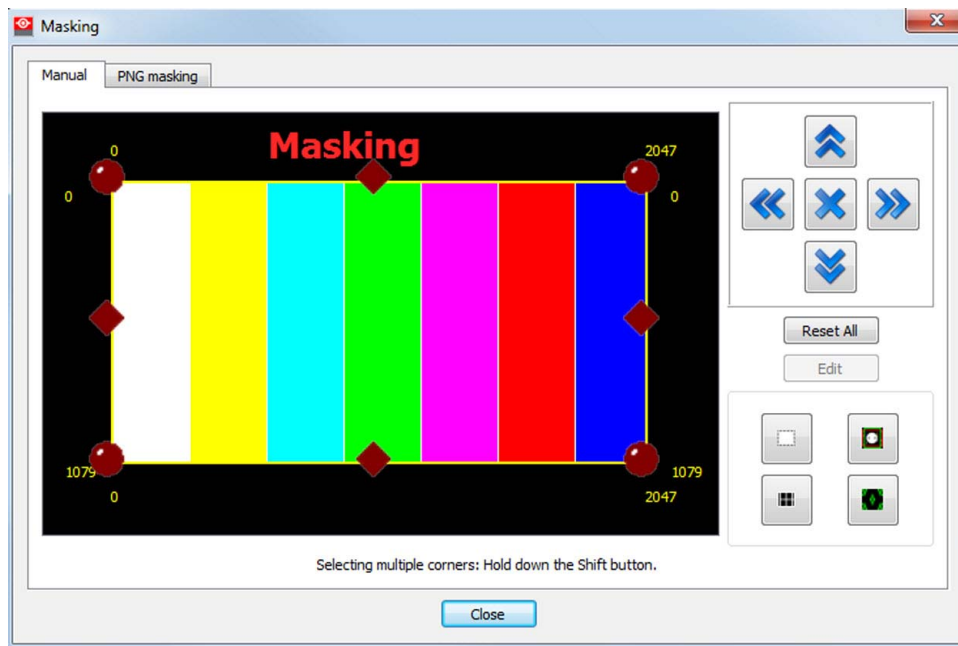 Masking
Manual
PNG masking
Masking
0
2047
0
0
Reset All
Edit
1079
1079
0
2047
Selecting multiple corners: Hold down the Shift button.
Close